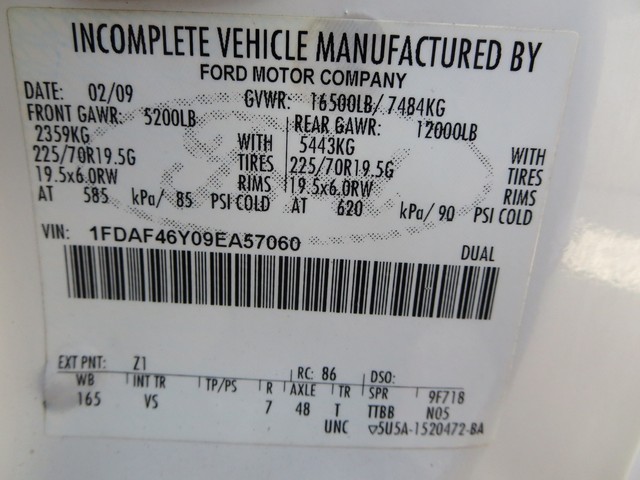 INCOMPLETE VEHICLE MANUFACTURED BY
FORD MOTOR COMPANY
DATE: 02/09 GVWR: 16500LB/ 7484KG
FRONT GAWR: 5200LB REAR GAWR: 12000LB
2359KG WITH 5443KG WITH
225/70R19.5G TIRES 225/70R19.5G TIRES
19.5x6.0RW RIMS 19.5x6.0RW RIMS
AT 585 kPa/ 85 PSI COLD AT 620 kPa/ 90 PSI COLD
VIN: 1FDAF46Y09EA57060 DUAL
EXT PNT: Z1 RC: 86 DSO:
WB INT TR TP/PS R AXLE TR SPR 9F718
165 VS 7 48 T TTBB N05
UNC ▽5U5A-1520472-BA